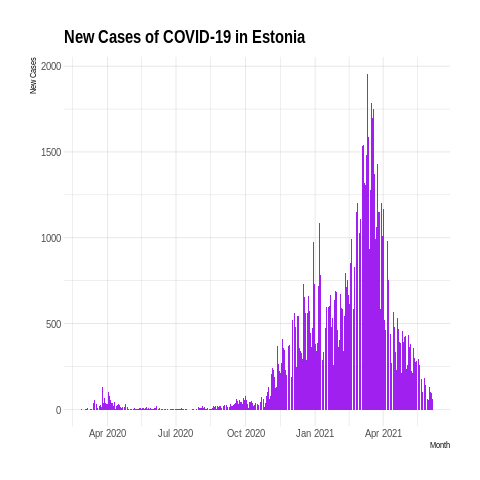 New Cases of COVID-19 in Estonia
New Cases
2000
1500
1000
500
0
Apr 2020 Jul 2020 Oct 2020 Jan 2021 Apr 2021
Month